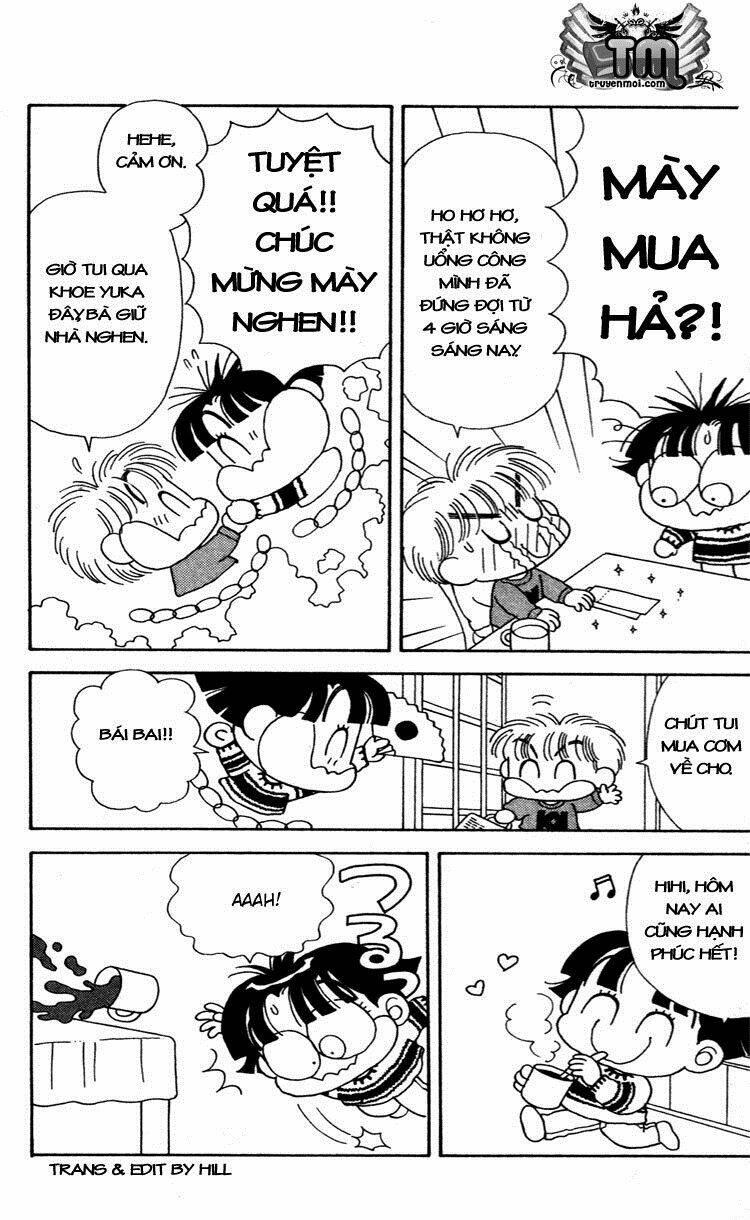 TM
truyenmoi.com
MÀY
MUA
HẢ?!
HO HƠ HƠ,
THẬT KHÔNG
UỔNG CÔNG
MÌNH ĐÃ
ĐỨNG ĐỢI TỪ
4 GIỜ SÁNG
SÁNG NAY.
TUYỆT
QUÁ!!
CHÚC
MỪNG MÀY
NGHEN!!
HEHE,
CẢM ƠN.
GIỜ TUI QUA
KHOE YUKA
ĐÂY, BÀ GIỮ
NHÀ NGHEN.
CHÚT TUI
MUA CƠM
VỀ CHO.
BÁI BAI!!
HIHI, HÔM
NAY AI
CŨNG HẠNH
PHÚC HẾT!
AAAH!
つるっ
TRANS & EDIT BY HILL